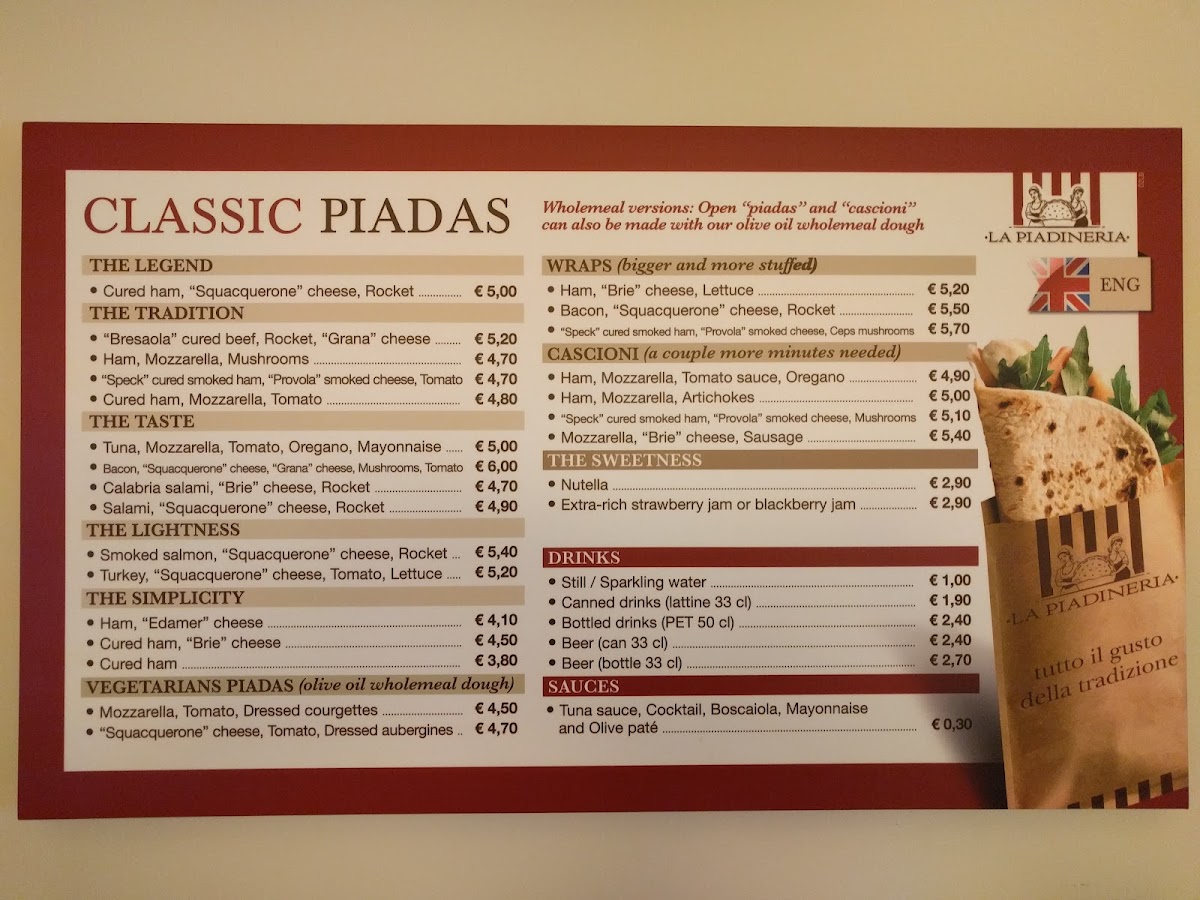 CLASSIC PIADAS
THE LEGEND
• Cured ham, “Squacquerone” cheese, Rocket ............ € 5,00
THE TRADITION
• “Bresaola” cured beef, Rocket, “Grana” cheese ........ € 5,20
• Ham, Mozzarella, Mushrooms ........ € 4,70
• “Speck” cured smoked ham, “Provola” smoked cheese, Tomato € 4,70
• Cured ham, Mozzarella, Tomato ........ € 4,80
THE TASTE
• Tuna, Mozzarella, Tomato, Oregano, Mayonnaise ...... € 5,00
• Bacon, “Squacquerone” cheese, “Grana” cheese, Mushrooms, Tomato € 6,00
• Calabria salami, “Brie” cheese, Rocket ........ € 4,70
• Salami, “Squacquerone” cheese, Rocket ........ € 4,90
THE LIGHTNESS
• Smoked salmon, “Squacquerone” cheese, Rocket ... € 5,40
• Turkey, “Squacquerone” cheese, Tomato, Lettuce ..... € 5,20
THE SIMPLICITY
• Ham, “Edamer” cheese ........ € 4,10
• Cured ham, “Brie” cheese ........ € 4,50
• Cured ham ........ € 3,80
VEGETARIANS PIADAS (olive oil wholemeal dough)
• Mozzarella, Tomato, Dressed courgettes ........ € 4,50
• “Squacquerone” cheese, Tomato, Dressed aubergines .. € 4,70
Wholemeal versions: Open “piadas” and “cascioni”
can also be made with our olive oil wholemeal dough
WRAPS (bigger and more stuffed)
• Ham, “Brie” cheese, Lettuce ........ € 5,20
• Bacon, “Squacquerone” cheese, Rocket ........ € 5,50
• “Speck” cured smoked ham, “Provola” smoked cheese, Ceps mushrooms € 5,70
CASCIONI (a couple more minutes needed)
• Ham, Mozzarella, Tomato sauce, Oregano ........ € 4,90
• Ham, Mozzarella, Artichokes ........ € 5,00
• “Speck” cured smoked ham, “Provola” smoked cheese, Mushrooms € 5,10
• Mozzarella, “Brie” cheese, Sausage ........ € 5,40
THE SWEETNESS
• Nutella ........ € 2,90
• Extra-rich strawberry jam or blackberry jam ........ € 2,90
DRINKS
• Still / Sparkling water ........ € 1,00
• Canned drinks (lattine 33 cl) ........ € 1,90
• Bottled drinks (PET 50 cl) ........ € 2,40
• Beer (can 33 cl) ........ € 2,40
• Beer (bottle 33 cl) ........ € 2,70
SAUCES
• Tuna sauce, Cocktail, Boscaiola, Mayonnaise
and Olive paté ........ € 0,30
·LA PIADINERIA·
ENG
·LA PIADINERIA·
tutto il gusto
della tradizione